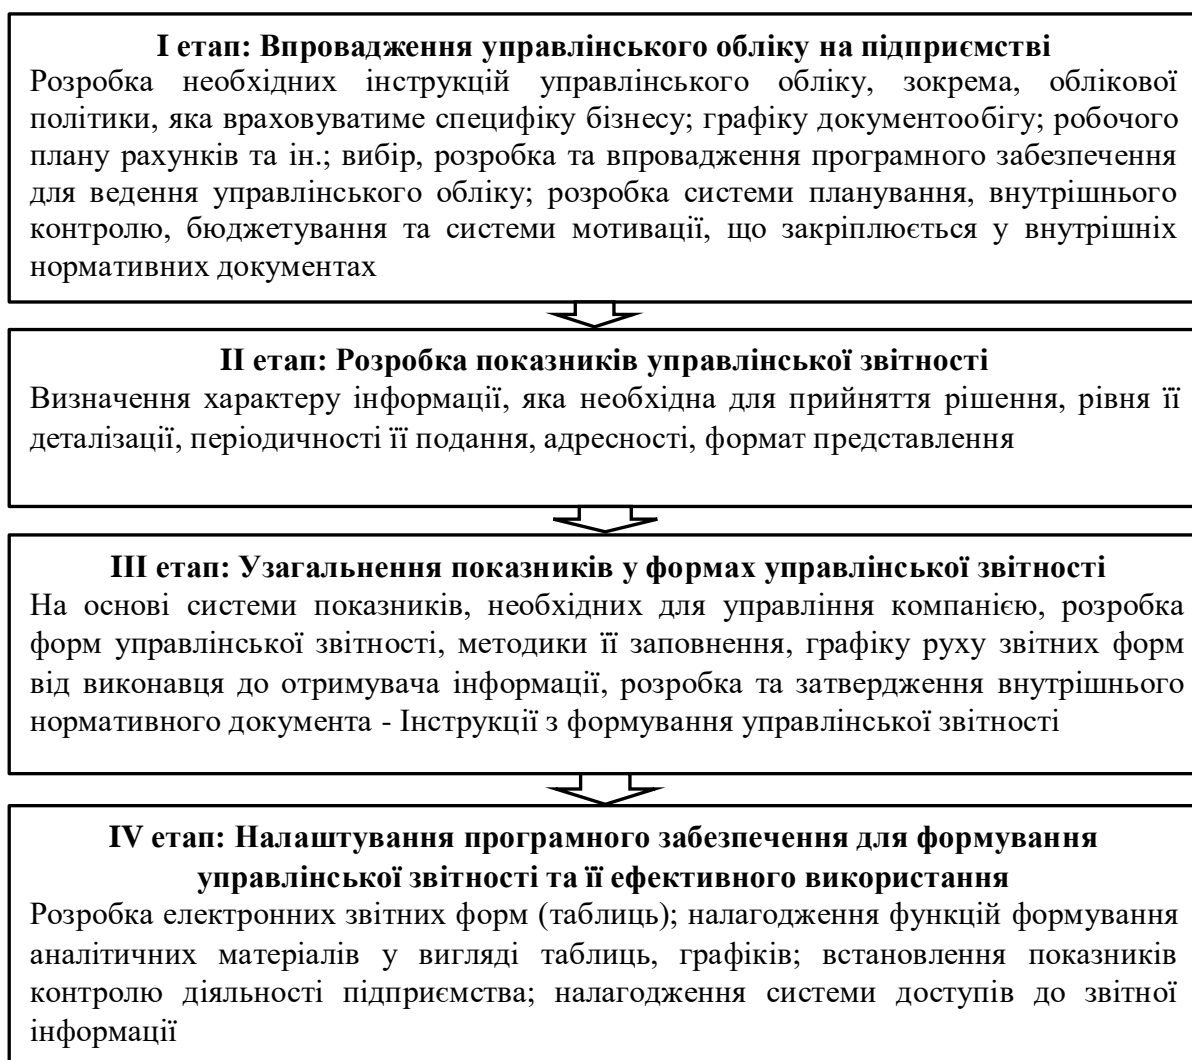 І етап: Впровадження управлінського обліку на підприємстві
Розробка необхідних інструкцій управлінського обліку, зокрема, облікової
політики, яка враховуватиме специфіку бізнесу; графіку документообігу; робочого
плану рахунків та ін.; вибір, розробка та впровадження програмного забезпечення
для ведення управлінського обліку; розробка системи планування, внутрішнього
контролю, бюджетування та системи мотивації, що закріплюється у внутрішніх
нормативних документах
ІІ етап: Розробка показників управлінської звітності
Визначення характеру інформації, яка необхідна для прийняття рішення, рівня її
деталізації, періодичності її подання, адресності, формат представлення
ІІІ етап: Узагальнення показників у формах управлінської звітності
На основі системи показників, необхідних для управління компанією, розробка
форм управлінської звітності, методики її заповнення, графіку руху звітних форм
від виконавця до отримувача інформації, розробка та затвердження внутрішнього
нормативного документа - Інструкції з формування управлінської звітності
IV етап: Налаштування програмного забезпечення для формування
управлінської звітності та її ефективного використання
Розробка електронних звітних форм (таблиць); налагодження функцій формування
аналітичних матеріалів у вигляді таблиць, графіків; встановлення показників
контролю діяльності підприємства; налагодження системи доступів до звітної
інформації